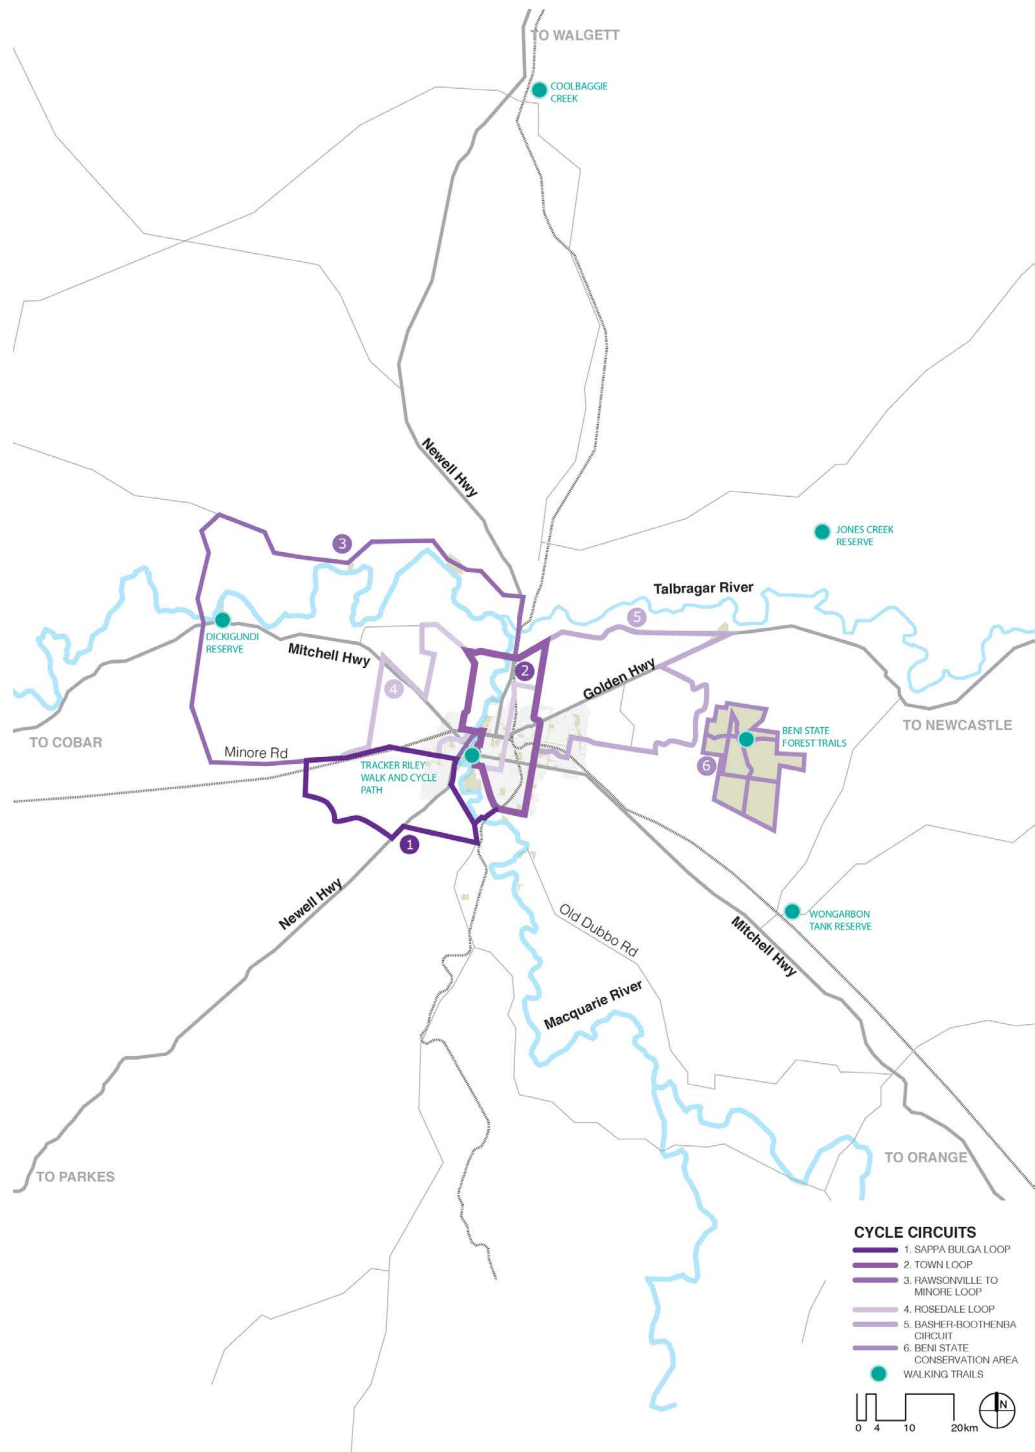 TO WALGETT
COOLBAGGIE
CREEK
Newell Hwy
3
JONES CREEK
RESERVE
Talbragar River
5
DICKIGUNDI
RESERVE
Mitchell Hwy
4
2
Golden Hwy
TO COBAR
TO NEWCASTLE
Minore Rd
BENI STATE
FOREST TRAILS
TRACKER RILEY
WALK AND CYCLE
PATH
6
1
Newell Hwy
Old Dubbo Rd
WONGARBON
TANK RESERVE
Mitchell Hwy
Macquarie River
TO PARKES
TO ORANGE
CYCLE CIRCUITS
1. SAPPA BULGA LOOP
2. TOWN LOOP
3. RAWSONVILLE TO
MINORE LOOP
4. ROSEDALE LOOP
5. BASHER-BOOTHENBA
CIRCUIT
6. BENI STATE
CONSERVATION AREA
WALKING TRAILS
0 4 10 20km
N